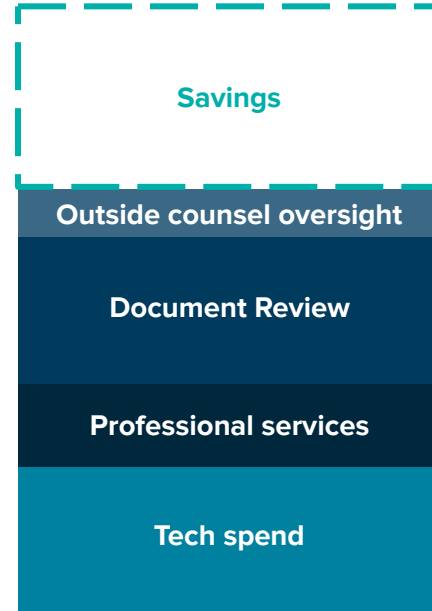 Savings
Outside counsel oversight
Document Review
Professional services
Tech spend